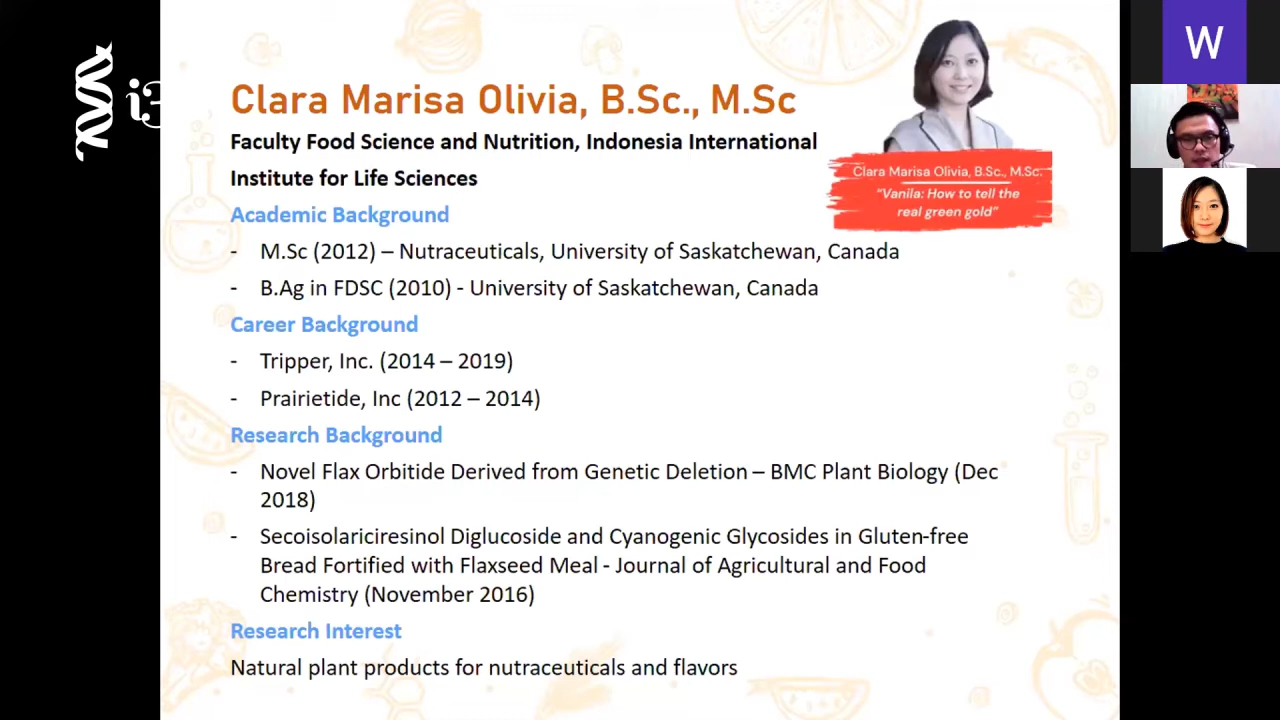 i3
Clara Marisa Olivia, B.Sc., M.Sc
Faculty Food Science and Nutrition, Indonesia International
Institute for Life Sciences
Academic Background
- M.Sc (2012) – Nutraceuticals, University of Saskatchewan, Canada
- B.Ag in FDSC (2010) - University of Saskatchewan, Canada
Career Background
- Tripper, Inc. (2014 – 2019)
- Prairietide, Inc (2012 – 2014)
Research Background
- Novel Flax Orbitide Derived from Genetic Deletion – BMC Plant Biology (Dec
2018)
- Secoisolariciresinol Diglucoside and Cyanogenic Glycosides in Gluten-free
Bread Fortified with Flaxseed Meal - Journal of Agricultural and Food
Chemistry (November 2016)
Research Interest
Natural plant products for nutraceuticals and flavors
Clara Marisa Olivia, B.Sc., M.Sc.
"Vanila: How to tell the
real green gold"
W